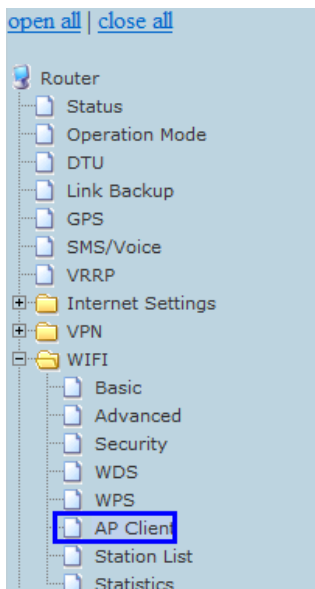 open all | close all
Router
Status
Operation Mode
DTU
Link Backup
GPS
SMS/Voice
VRRP
Internet Settings
VPN
WIFI
Basic
Advanced
Security
WDS
WPS
AP Client
Station List
Statistics